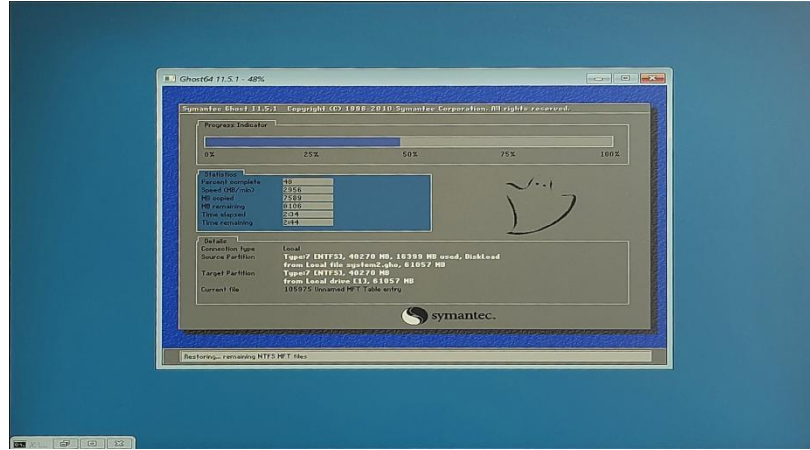 Ghost64 11.5.1 - 48%
Symantec Ghost 11.5.1 Copyright (C) 1998-2010 Symantec Corporation. All rights reserved.
Progress Indicator
0% 25% 50% 75% 100%
Statistics
Percent complete 48
Speed (MB/min) 2956
MB copied 7589
MB remaining 8106
Time elapsed 2:34
Time remaining 2:44
Details
Connection type Local
Source Partition Type:7 [NTFS], 40270 MB, 16399 MB used, DiskLoad
from Local file system2.gho, 61057 MB
Target Partition Type:7 [NTFS], 40270 MB
from Local drive [1], 61057 MB
Current file 105975 Unnamed MFT Table entry
symantec.
Restoring... remaining NTFS MFT files